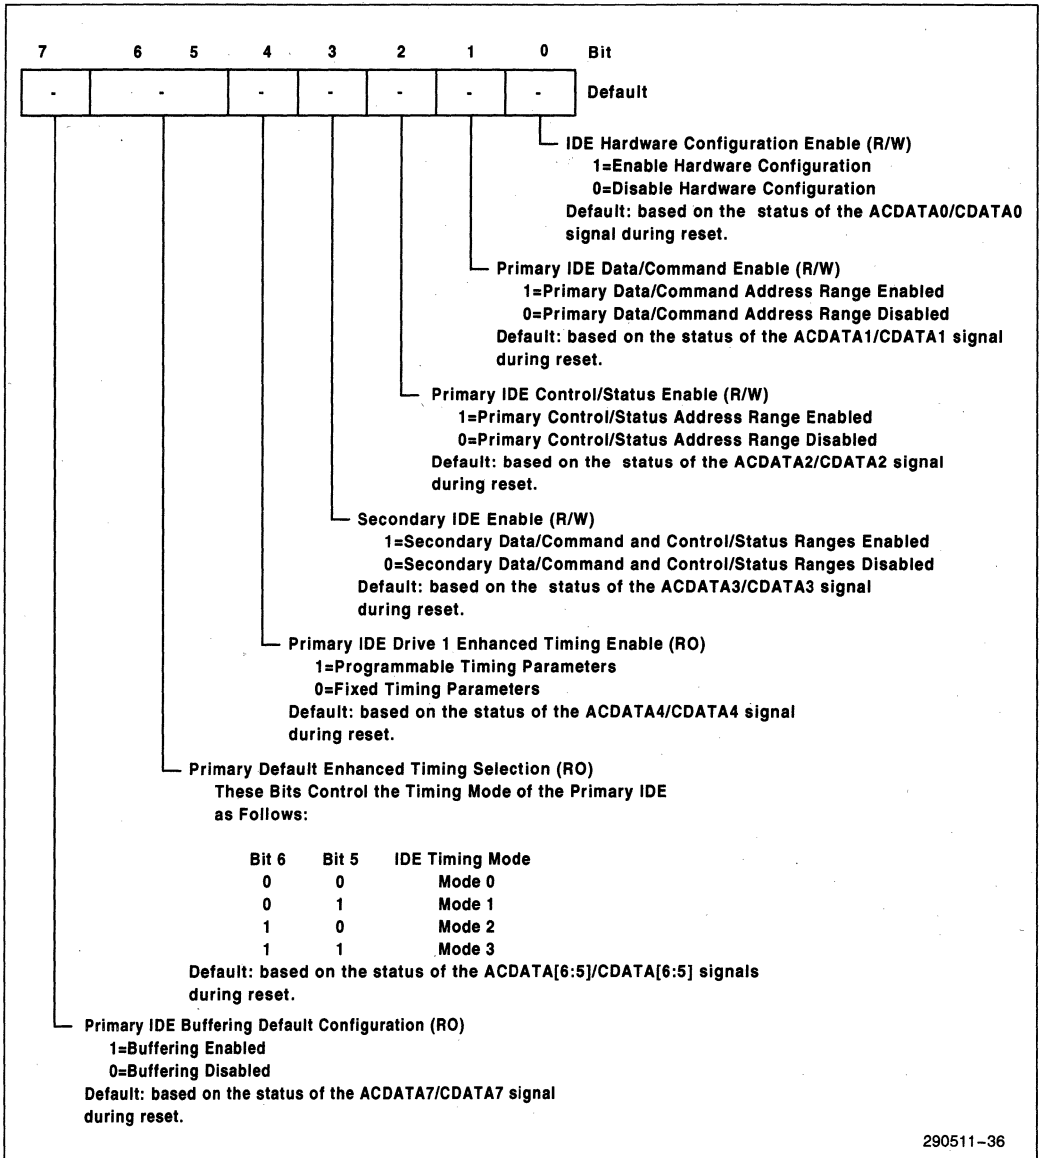 7 6 5 4 3 2 1 0 Bit
- - - - - - - Default
IDE Hardware Configuration Enable (R/W)
1=Enable Hardware Configuration
0=Disable Hardware Configuration
Default: based on the status of the ACDATA0/CDATA0
signal during reset.
Primary IDE Data/Command Enable (R/W)
1=Primary Data/Command Address Range Enabled
0=Primary Data/Command Address Range Disabled
Default: based on the status of the ACDATA1/CDATA1 signal
during reset.
Primary IDE Control/Status Enable (R/W)
1=Primary Control/Status Address Range Enabled
0=Primary Control/Status Address Range Disabled
Default: based on the status of the ACDATA2/CDATA2 signal
during reset.
Secondary IDE Enable (R/W)
1=Secondary Data/Command and Control/Status Ranges Enabled
0=Secondary Data/Command and Control/Status Ranges Disabled
Default: based on the status of the ACDATA3/CDATA3 signal
during reset.
Primary IDE Drive 1 Enhanced Timing Enable (RO)
1=Programmable Timing Parameters
0=Fixed Timing Parameters
Default: based on the status of the ACDATA4/CDATA4 signal
during reset.
Primary Default Enhanced Timing Selection (RO)
These Bits Control the Timing Mode of the Primary IDE
as Follows:
Bit 6 Bit 5 IDE Timing Mode
0 0 Mode 0
0 1 Mode 1
1 0 Mode 2
1 1 Mode 3
Default: based on the status of the ACDATA[6:5]/CDATA[6:5] signals
during reset.
Primary IDE Buffering Default Configuration (RO)
1=Buffering Enabled
0=Buffering Disabled
Default: based on the status of the ACDATA7/CDATA7 signal
during reset.
290511-36